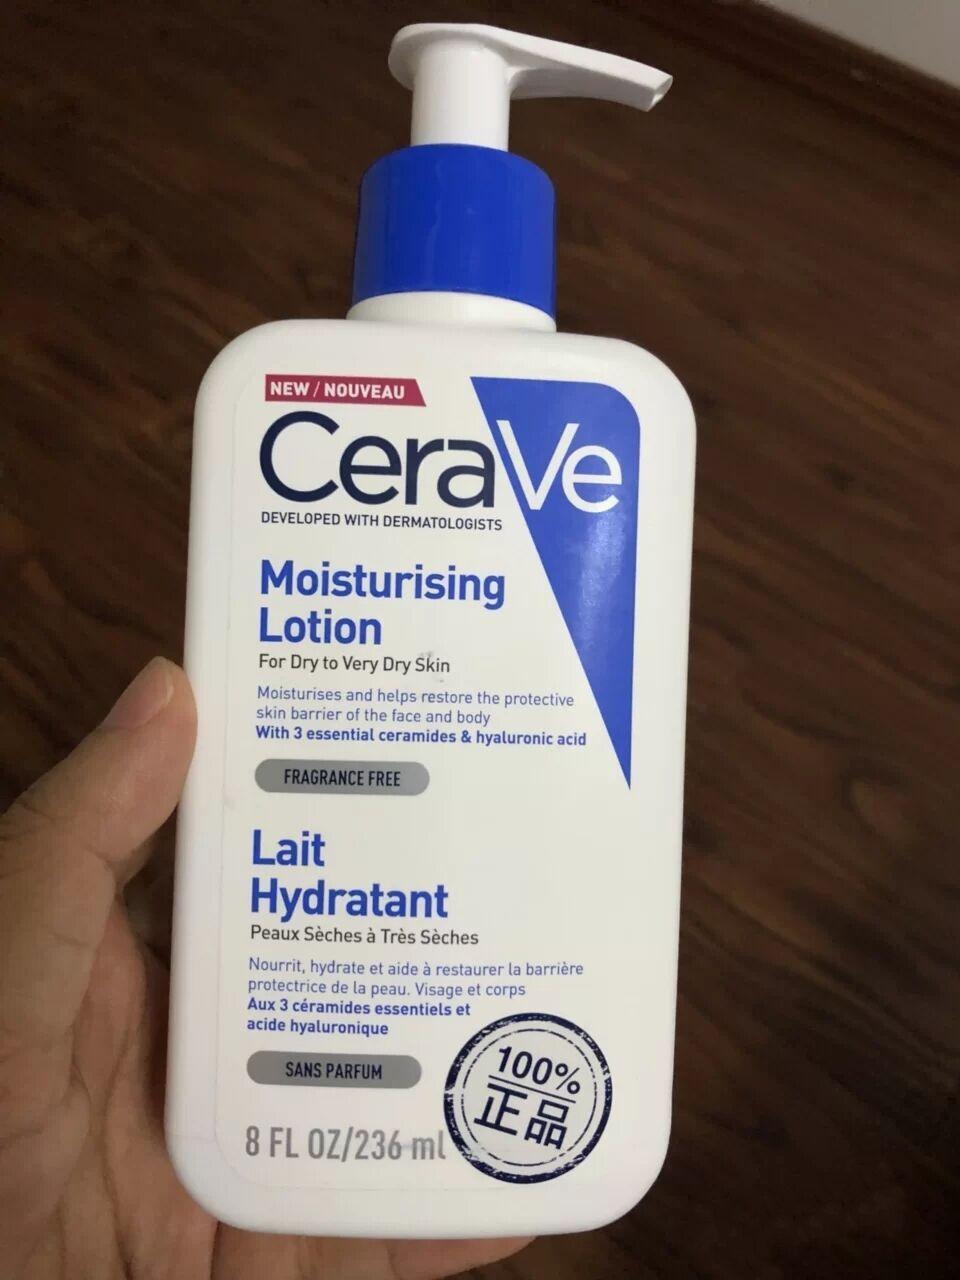 NEW / NOUVEAU
CeraVe
DEVELOPED WITH DERMATOLOGISTS
Moisturising
Lotion
For Dry to Very Dry Skin
Moisturises and helps restore the protective
skin barrier of the face and body
With 3 essential ceramides & hyaluronic acid
FRAGRANCE FREE
Lait
Hydratant
Peaux Sèches à Très Sèches
Nourrit, hydrate et aide à restaurer la barrière
protectrice de la peau. Visage et corps
Aux 3 céramides essentiels et
acide hyaluronique
SANS PARFUM
8 FL OZ/236 ml
100%
正品